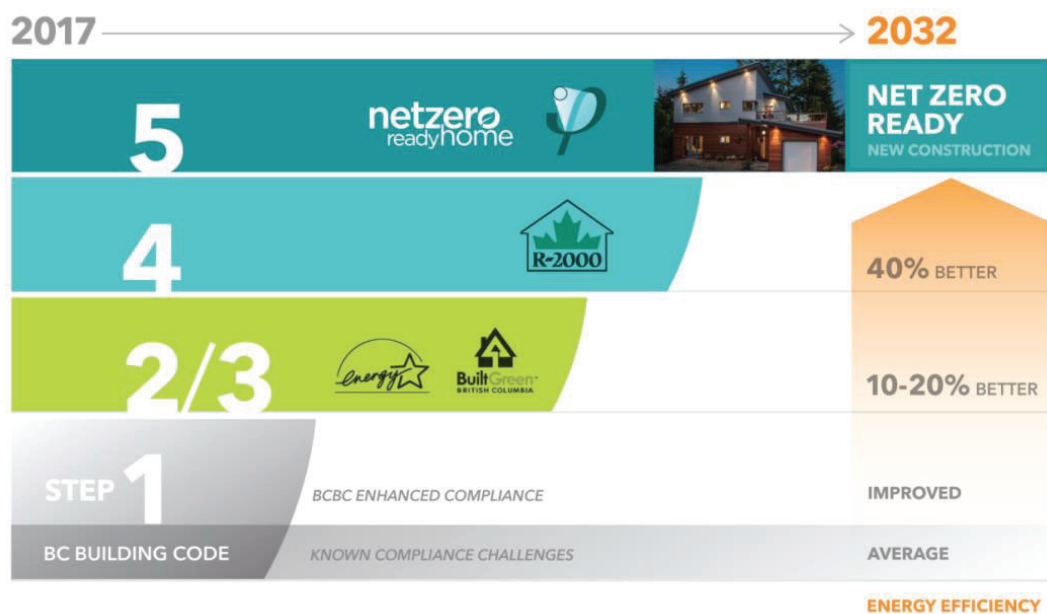 2017
2032
5
netzero
readyhome
NET ZERO
READY
NEW CONSTRUCTION
4
R-2000
40% BETTER
2/3
energy
BuiltGreen™
BRITISH COLUMBIA
10-20% BETTER
STEP 1
BCBC ENHANCED COMPLIANCE
IMPROVED
BC BUILDING CODE
KNOWN COMPLIANCE CHALLENGES
AVERAGE
ENERGY EFFICIENCY